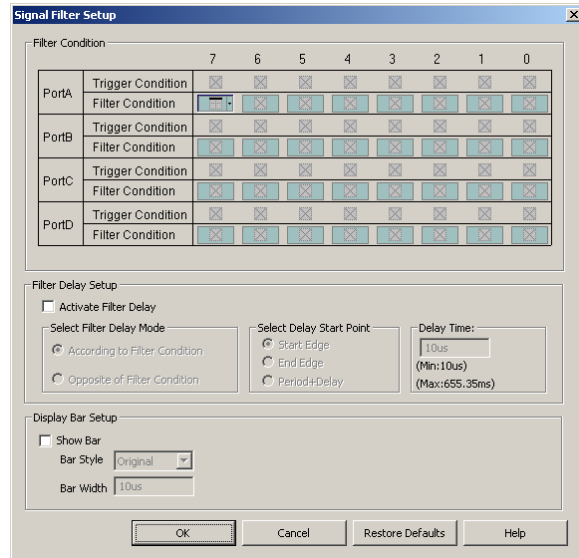 Signal Filter Setup
Filter Condition
7 6 5 4 3 2 1 0
PortA
Trigger Condition
Filter Condition
PortB
Trigger Condition
Filter Condition
PortC
Trigger Condition
Filter Condition
PortD
Trigger Condition
Filter Condition
Filter Delay Setup
Activate Filter Delay
Select Filter Delay Mode
According to Filter Condition
Opposite of Filter Condition
Select Delay Start Point
Start Edge
End Edge
Period+Delay
Delay Time:
10us
(Min:10us)
(Max:655.35ms)
Display Bar Setup
Show Bar
Bar Style Original
Bar Width 10us
OK Cancel Restore Defaults Help